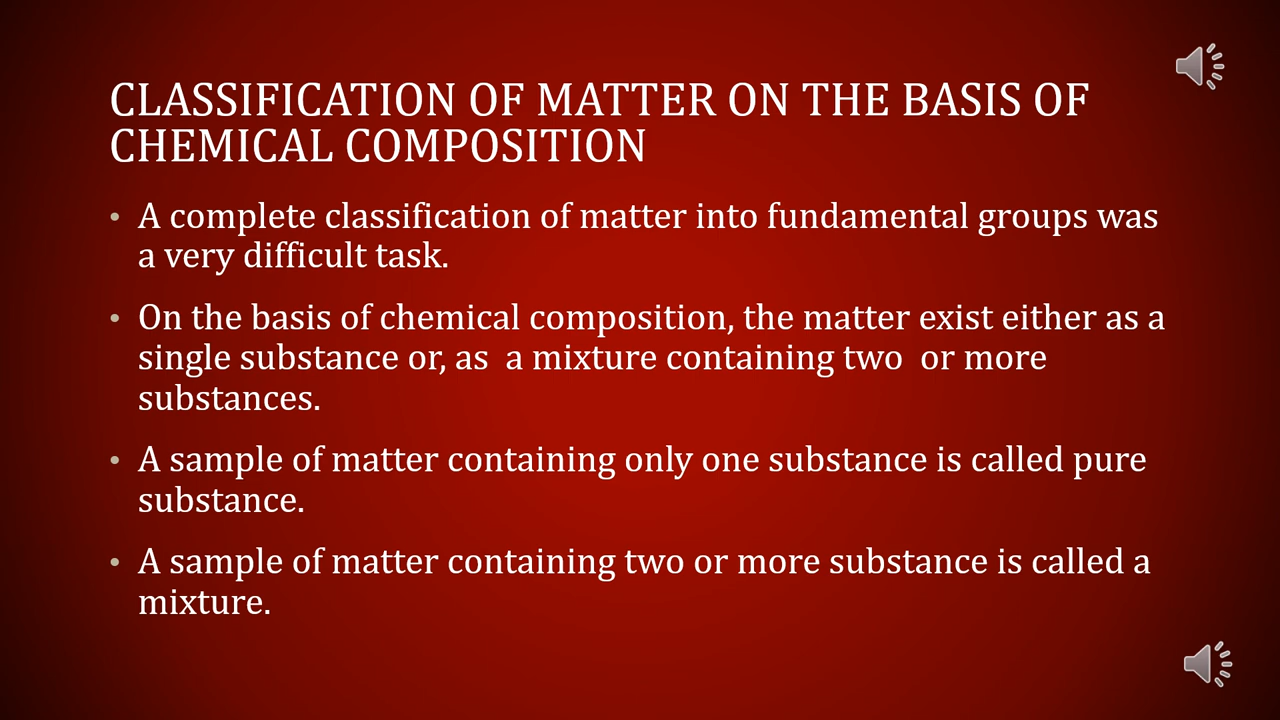 CLASSIFICATION OF MATTER ON THE BASIS OF
CHEMICAL COMPOSITION
• A complete classification of matter into fundamental groups was
a very difficult task.
• On the basis of chemical composition, the matter exist either as a
single substance or, as  a mixture containing two  or more
substances.
• A sample of matter containing only one substance is called pure
substance.
• A sample of matter containing two or more substance is called a
mixture.